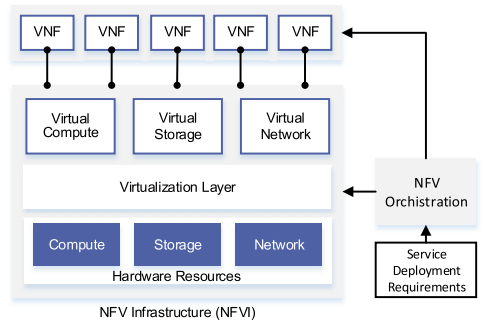 VNF VNF VNF VNF VNF
Virtual
Compute
Virtual
Storage
Virtual
Network
Virtualization Layer
NFV
Orchistration
Compute
Storage
Network
Hardware Resources
Service
Deployment
Requirements
NFV Infrastructure (NFVI)